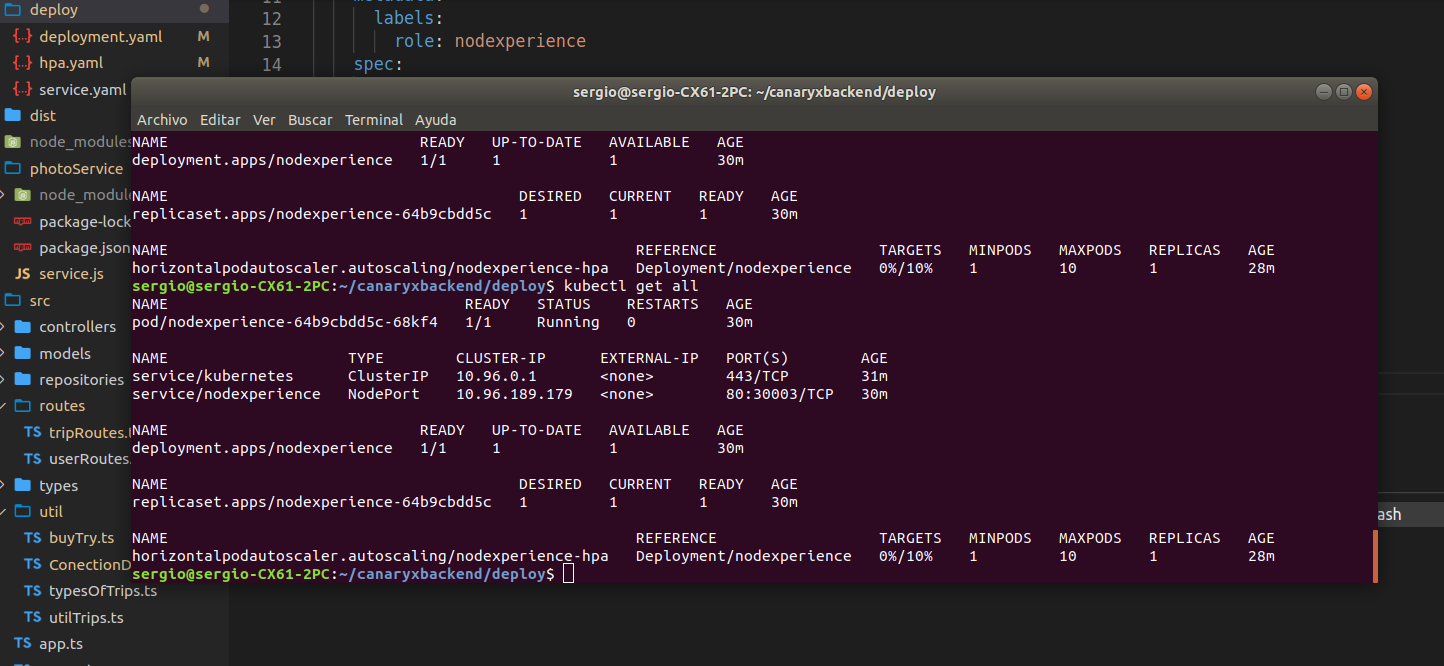 deploy
deployment.yaml M
hpa.yaml M
service.yaml
dist
node_modules
photoService
node_modul
package-lock
package.json
JS service.js
src
controllers
models
repositories
routes
TS tripRoutes.
TS userRoutes.
types
util
TS buyTry.ts
TS ConectionD
TS typesOfTrips.ts
TS utilTrips.ts
TS app.ts
11 metadata:
12 labels:
13 role: nodexperience
14 spec:
sergio@sergio-CX61-2PC: ~/canaryxbackend/deploy
Archivo Editar Ver Buscar Terminal Ayuda
NAME READY UP-TO-DATE AVAILABLE AGE
deployment.apps/nodexperience 1/1 1 1 30m
NAME DESIRED CURRENT READY AGE
replicaset.apps/nodexperience-64b9cbdd5c 1 1 1 30m
NAME REFERENCE TARGETS MINPODS MAXPODS REPLICAS AGE
horizontalpodautoscaler.autoscaling/nodexperience-hpa Deployment/nodexperience 0%/10% 1 10 1 28m
sergio@sergio-CX61-2PC:~/canaryxbackend/deploy$ kubectl get all
NAME READY STATUS RESTARTS AGE
pod/nodexperience-64b9cbdd5c-68kf4 1/1 Running 0 30m
NAME TYPE CLUSTER-IP EXTERNAL-IP PORT(S) AGE
service/kubernetes ClusterIP 10.96.0.1 <none> 443/TCP 31m
service/nodexperience NodePort 10.96.189.179 <none> 80:30003/TCP 30m
NAME READY UP-TO-DATE AVAILABLE AGE
deployment.apps/nodexperience 1/1 1 1 30m
NAME DESIRED CURRENT READY AGE
replicaset.apps/nodexperience-64b9cbdd5c 1 1 1 30m
NAME REFERENCE TARGETS MINPODS MAXPODS REPLICAS AGE
horizontalpodautoscaler.autoscaling/nodexperience-hpa Deployment/nodexperience 0%/10% 1 10 1 28m
sergio@sergio-CX61-2PC:~/canaryxbackend/deploy$
ash